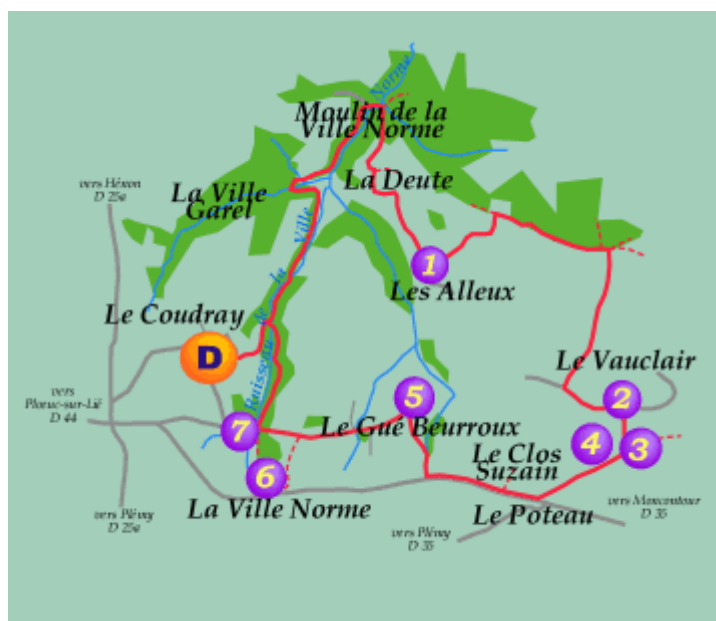 Norme
Moulin de la
Ville Norme
La Deute
vers Hénon
D 25a
La Ville
Garel
Ruisseau de la Ville
1
Les Alleux
Le Coudray
D
Le Vauclair
vers
Ploeuc-sur-Lié
D 44
5
2
7
Le Gué Beurroux
4
3
Le Clos
Suzain
6
La Ville Norme
Le Poteau
vers Moncontour
D 35
vers Plémy
D 25a
vers Plémy
D 35